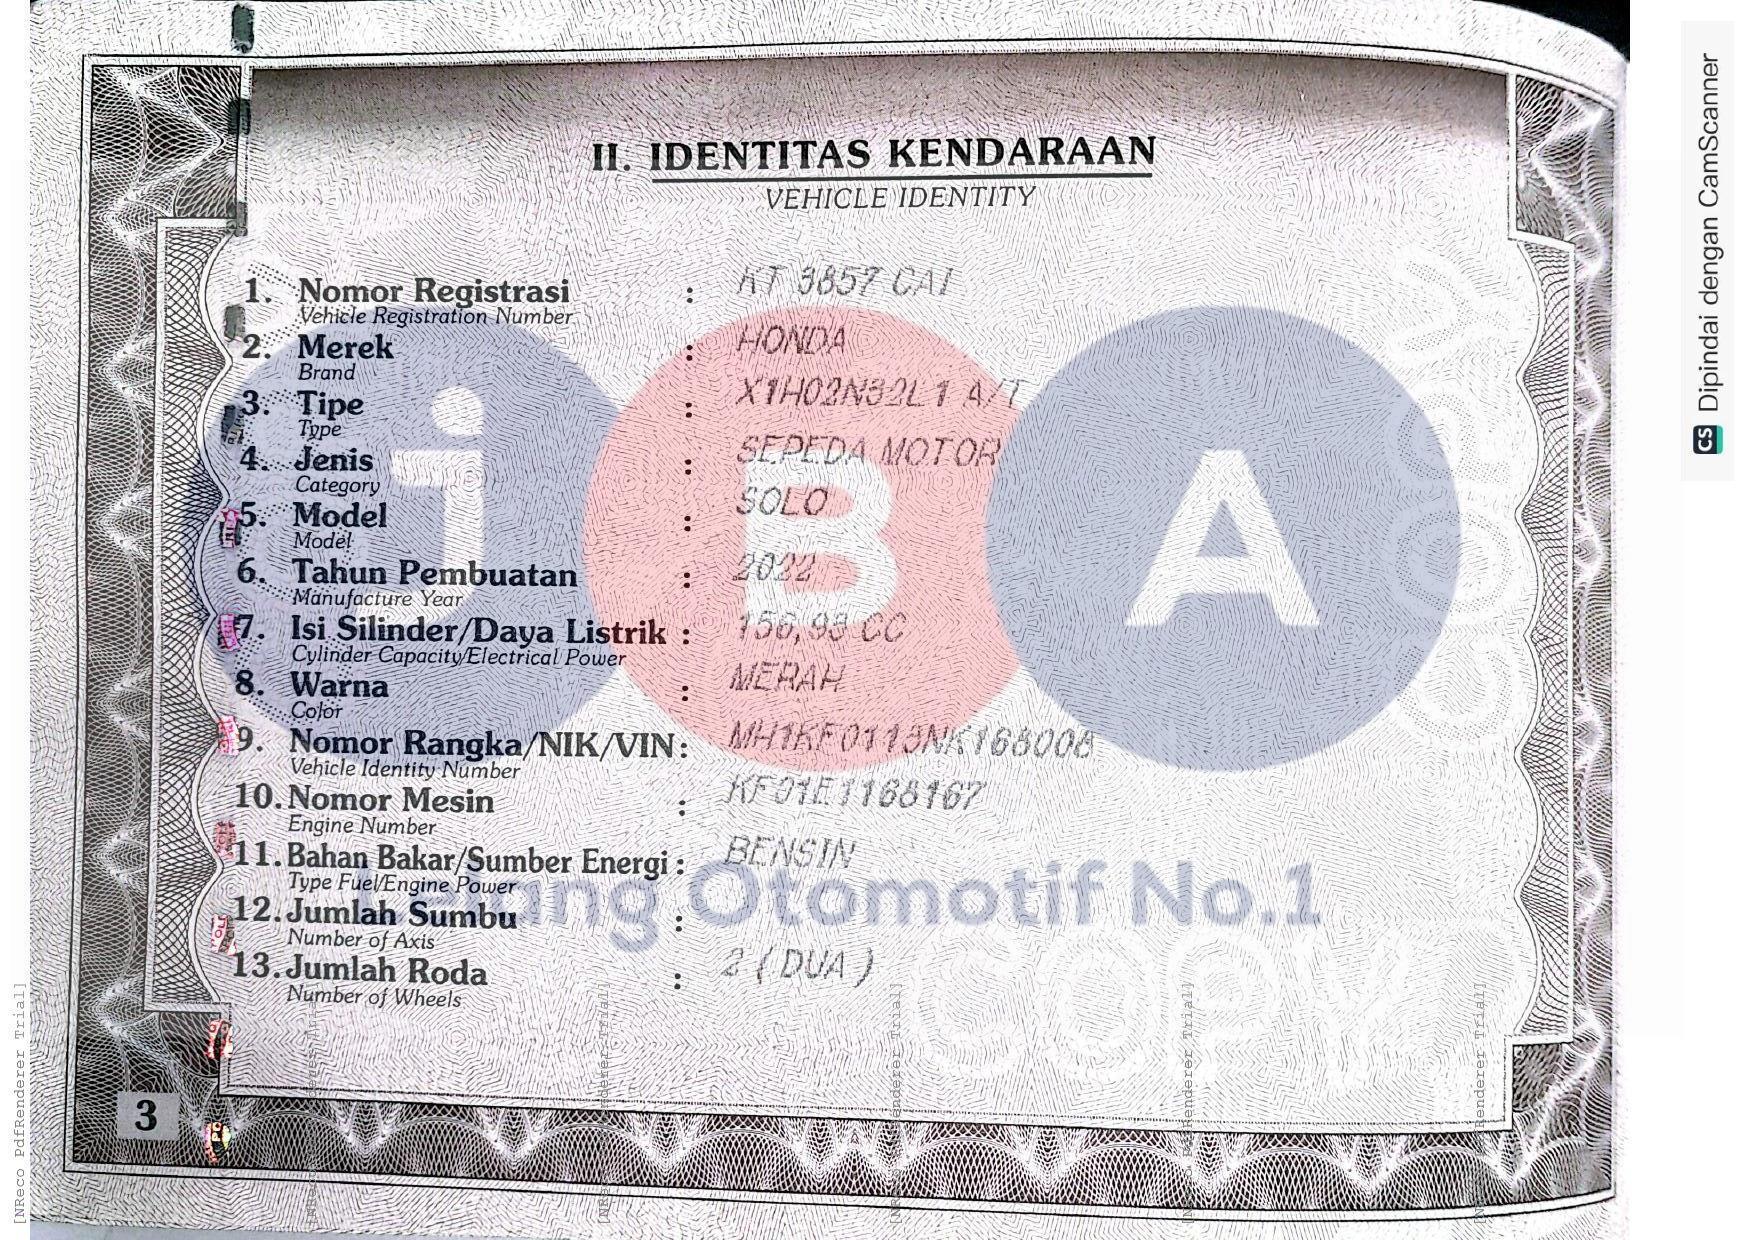 II. IDENTITAS KENDARAAN
VEHICLE IDENTITY
1. Nomor Registrasi : KT 3857 CAI
Vehicle Registration Number
2. Merek : HONDA
Brand
3. Tipe : X1H02N32L1 A/T
Type
4. Jenis : SEPEDA MOTOR
Category
5. Model : SOLO
Model
6. Tahun Pembuatan : 2022
Manufacture Year
7. Isi Silinder/Daya Listrik : 156,93 CC
Cylinder Capacity/Electrical Power
8. Warna : MERAH
Color
9. Nomor Rangka/NIK/VIN : MH1KF0113NK168008
Vehicle Identity Number
10. Nomor Mesin : KF01E1168167
Engine Number
11. Bahan Bakar/Sumber Energi : BENSIN
Type Fuel/Engine Power
12. Jumlah Sumbu :
Number of Axis
13. Jumlah Roda : 2 ( DUA )
Number of Wheels
3
iBA
Lelang Otomotif No.1
COPY
CS Dipindai dengan CamScanner
[NReco PdfRenderer Trial]